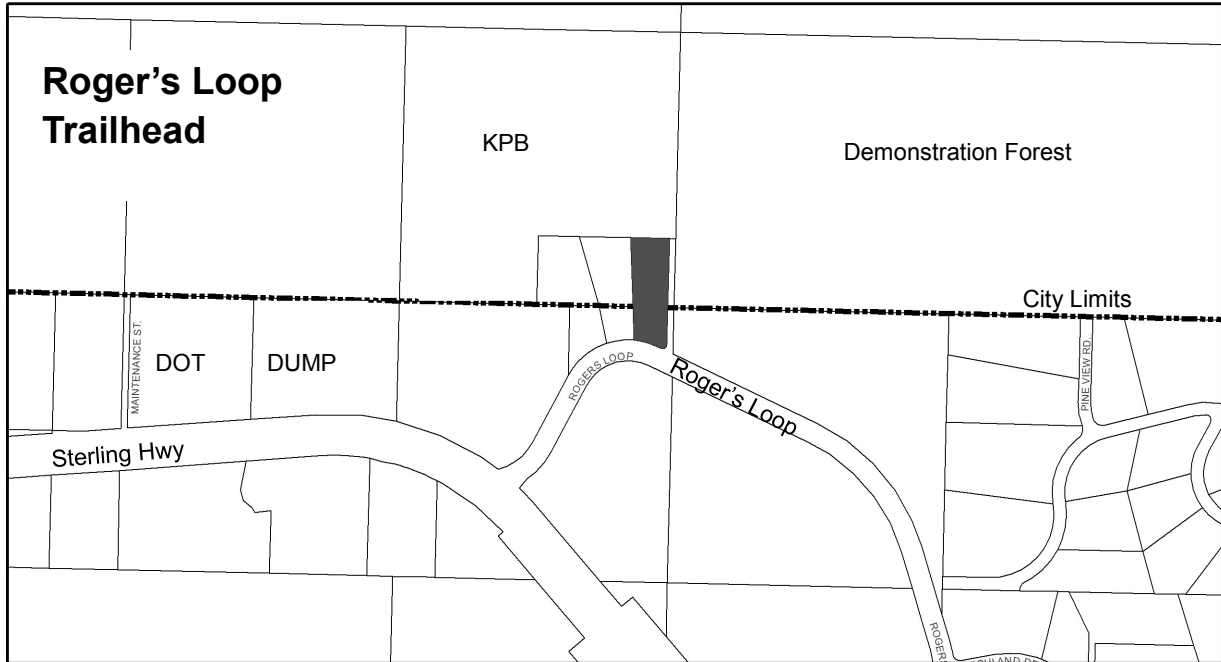 Roger's Loop
Trailhead
KPB
Demonstration Forest
City Limits
MAINTENANCE ST.
DOT
DUMP
ROGERS LOOP
Roger's Loop
PINE VIEW RD.
Sterling Hwy
ROGERS